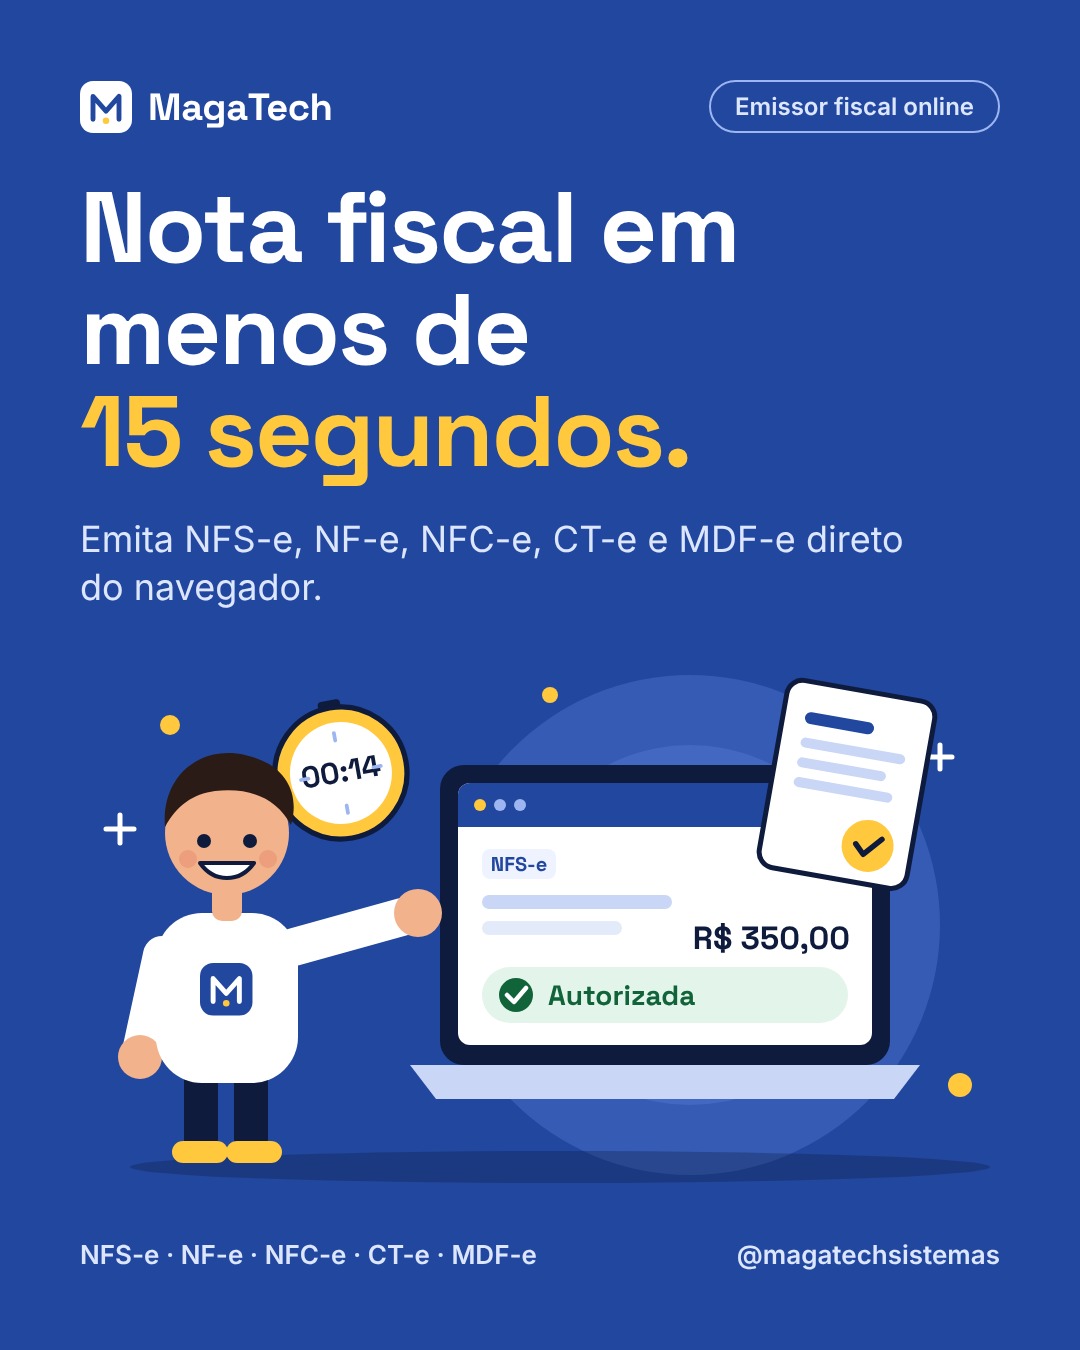 MagaTech
Emissor fiscal online
Nota fiscal em
menos de
15 segundos.
Emita NFS-e, NF-e, NFC-e, CT-e e MDF-e direto
do navegador.
00:14
NFS-e
R$ 350,00
Autorizada
M
NFS-e · NF-e · NFC-e · CT-e · MDF-e
@magatechsistemas